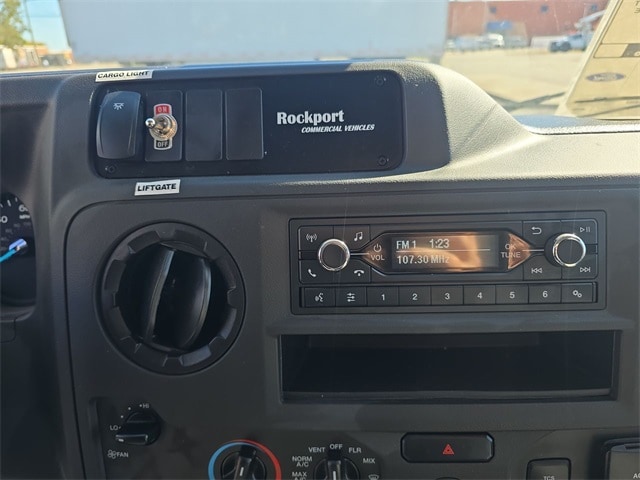 CARGO LIGHT
ON
OFF
Rockport
COMMERCIAL VEHICLES
LIFTGATE
FM 1 1:23
107.30 MHz
VOL
OK
TUNE
1 2 3 4 5 6
HI
LO
FAN
VENT OFF FLR
NORM A/C
MIX
MAX A/C
TCS